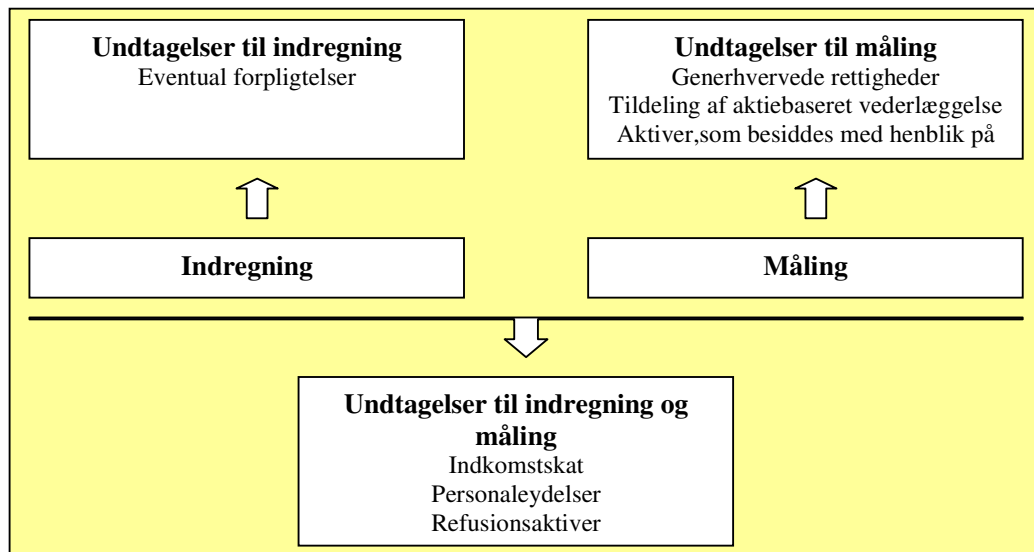 Undtagelser til indregning
Eventual forpligtelser
Undtagelser til måling
Generhvervede rettigheder
Tildeling af aktiebaseret vederlæggelse
Aktiver,som besiddes med henblik på
Indregning
Måling
Undtagelser til indregning og
måling
Indkomstskat
Personaleydelser
Refusionsaktiver